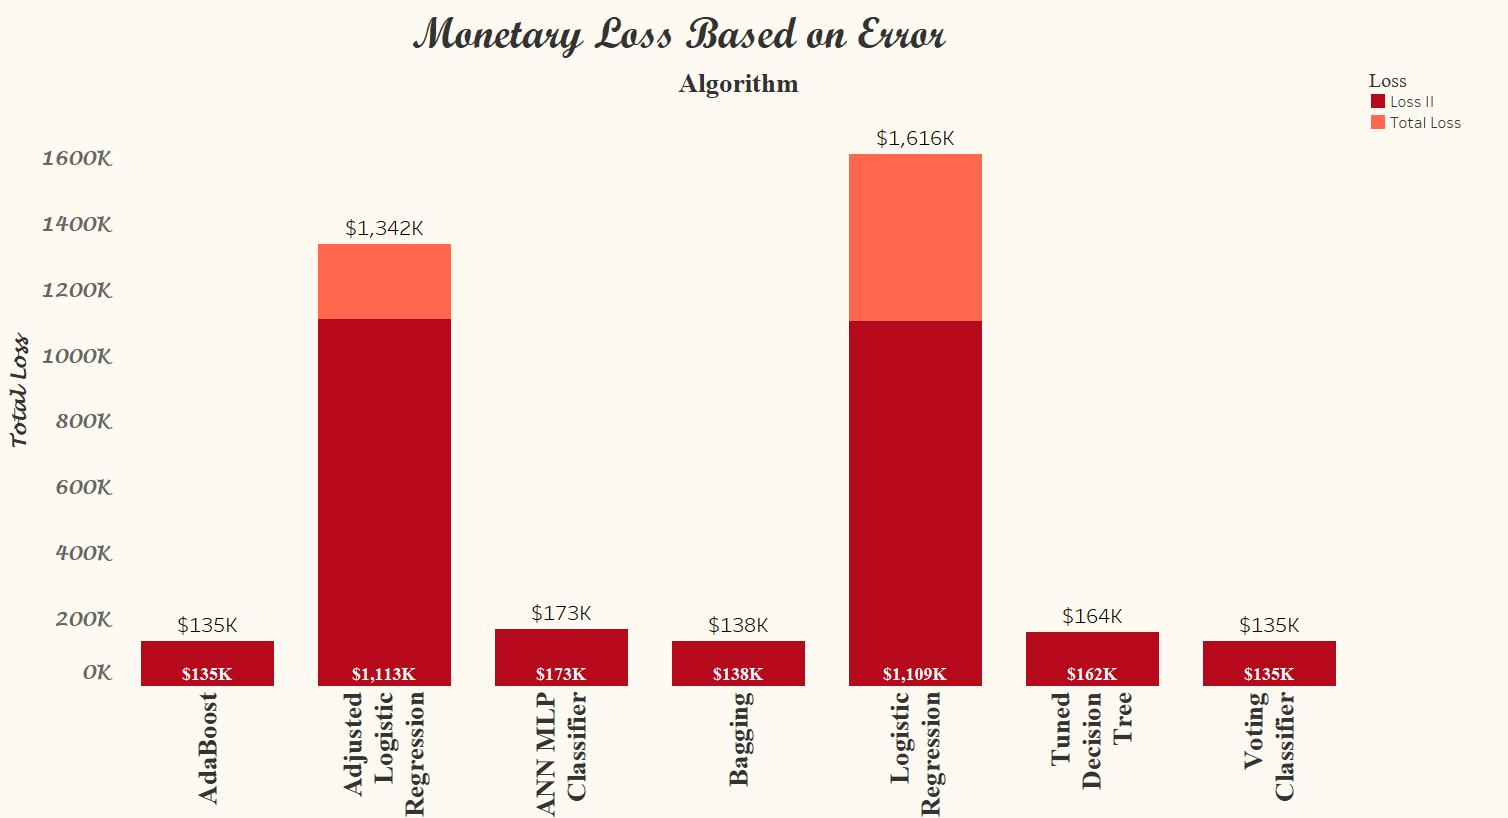 Monetary Loss Based on Error
Algorithm
Loss
Loss II
Total Loss
Total Loss
1600K
1400K
1200K
1000K
800K
600K
400K
200K
0K
$135K
$1,342K
$173K
$138K
$1,616K
$164K
$135K
$135K
$1,113K
$173K
$138K
$1,109K
$162K
$135K
AdaBoost
Adjusted
Logistic
Regression
ANN MLP
Classifier
Bagging
Logistic
Regression
Tuned
Decision
Tree
Voting
Classifier